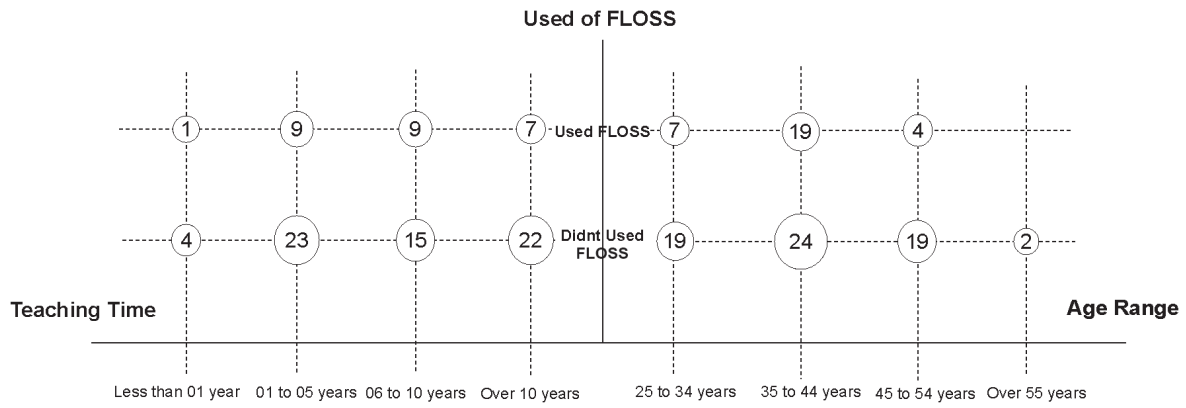 Used of FLOSS
1 9 9 7 Used FLOSS 7 19 4
4 23 15 22 Didnt Used 19 24 19 2
FLOSS
Teaching Time Age Range
Less than 01 year 01 to 05 years 06 to 10 years Over 10 years 25 to 34 years 35 to 44 years 45 to 54 years Over 55 years